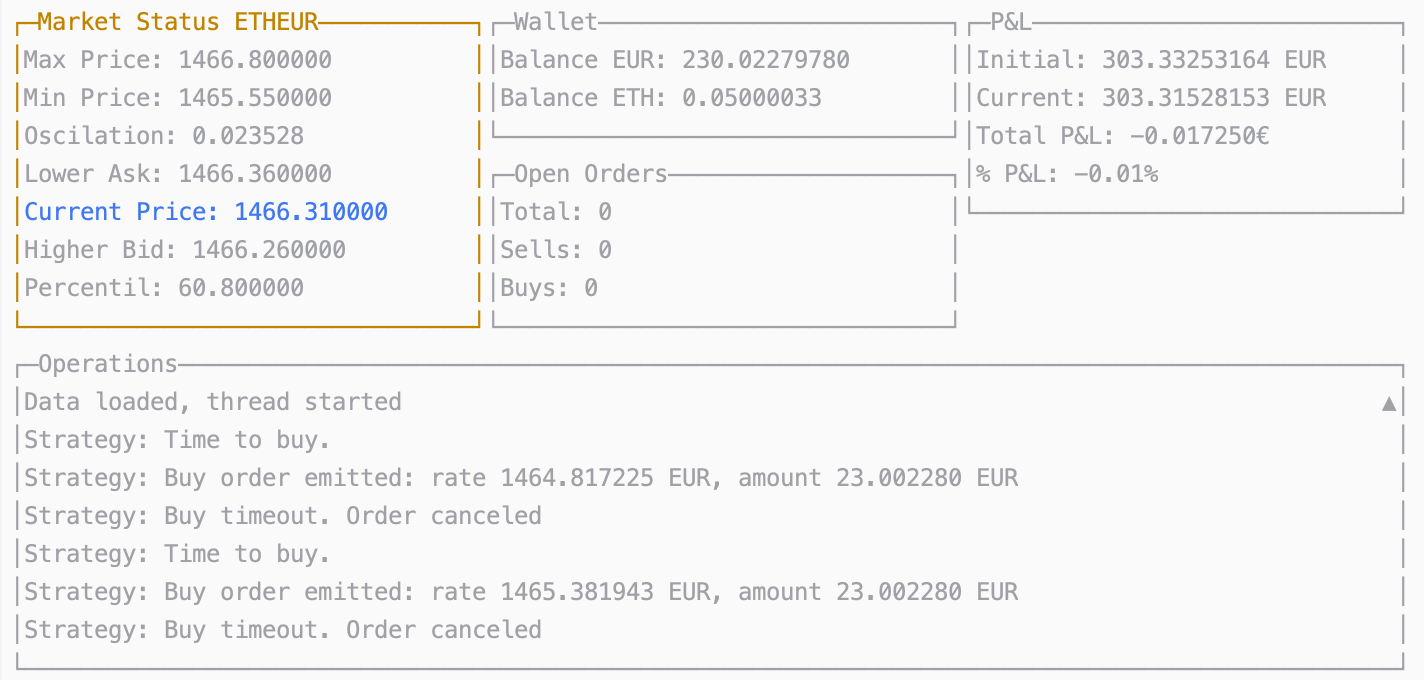 Market Status ETHEUR
Max Price: 1466.800000
Min Price: 1465.550000
Oscilation: 0.023528
Lower Ask: 1466.360000
Current Price: 1466.310000
Higher Bid: 1466.260000
Percentil: 60.800000
Wallet
Balance EUR: 230.02279780
Balance ETH: 0.05000033
Open Orders
Total: 0
Sells: 0
Buys: 0
P&L
Initial: 303.33253164 EUR
Current: 303.31528153 EUR
Total P&L: -0.017250€
% P&L: -0.01%
Operations
Data loaded, thread started
Strategy: Time to buy.
Strategy: Buy order emitted: rate 1464.817225 EUR, amount 23.002280 EUR
Strategy: Buy timeout. Order canceled
Strategy: Time to buy.
Strategy: Buy order emitted: rate 1465.381943 EUR, amount 23.002280 EUR
Strategy: Buy timeout. Order canceled